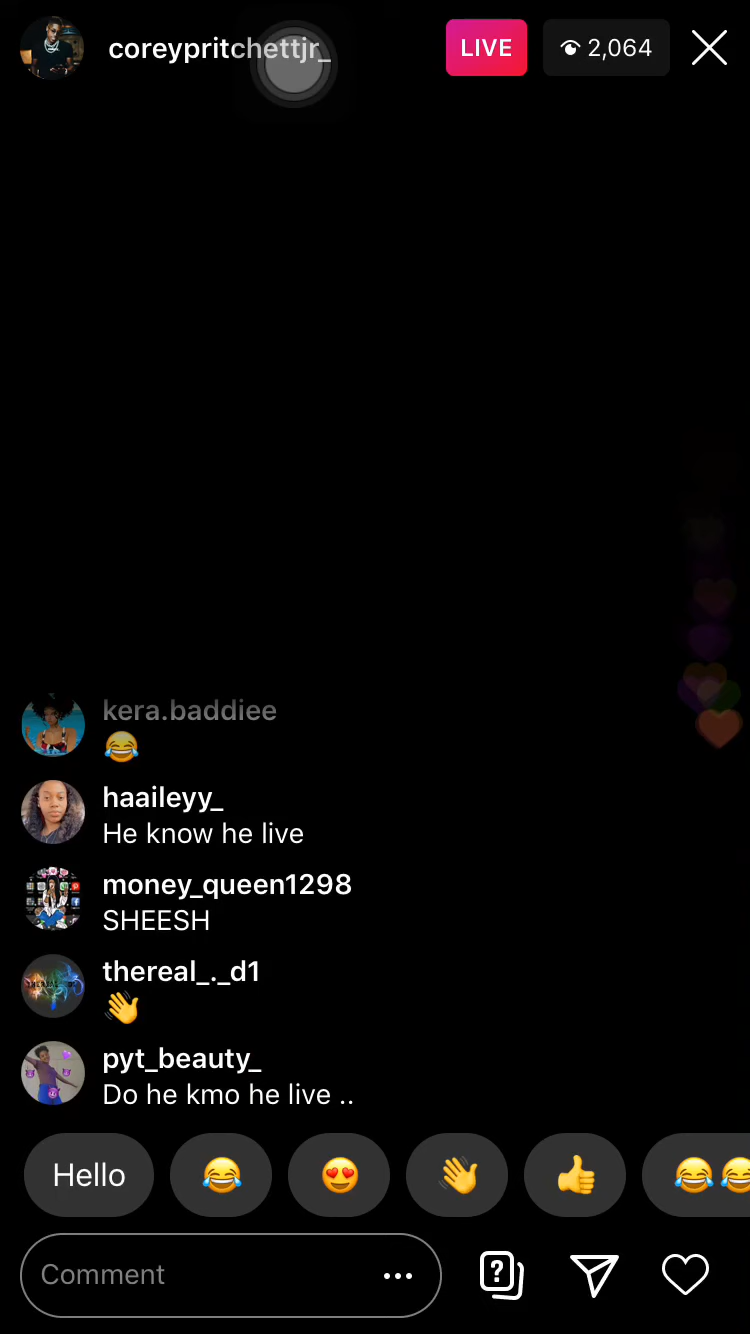 coreypritchettjr_ LIVE 2,064
kera.baddiee
😂
haaileyy_
He know he live
money_queen1298
SHEESH
thereal_._d1
👋
pyt_beauty_
Do he kmo he live ..
Hello 😂 😍 👋 👍 😂😂
Comment